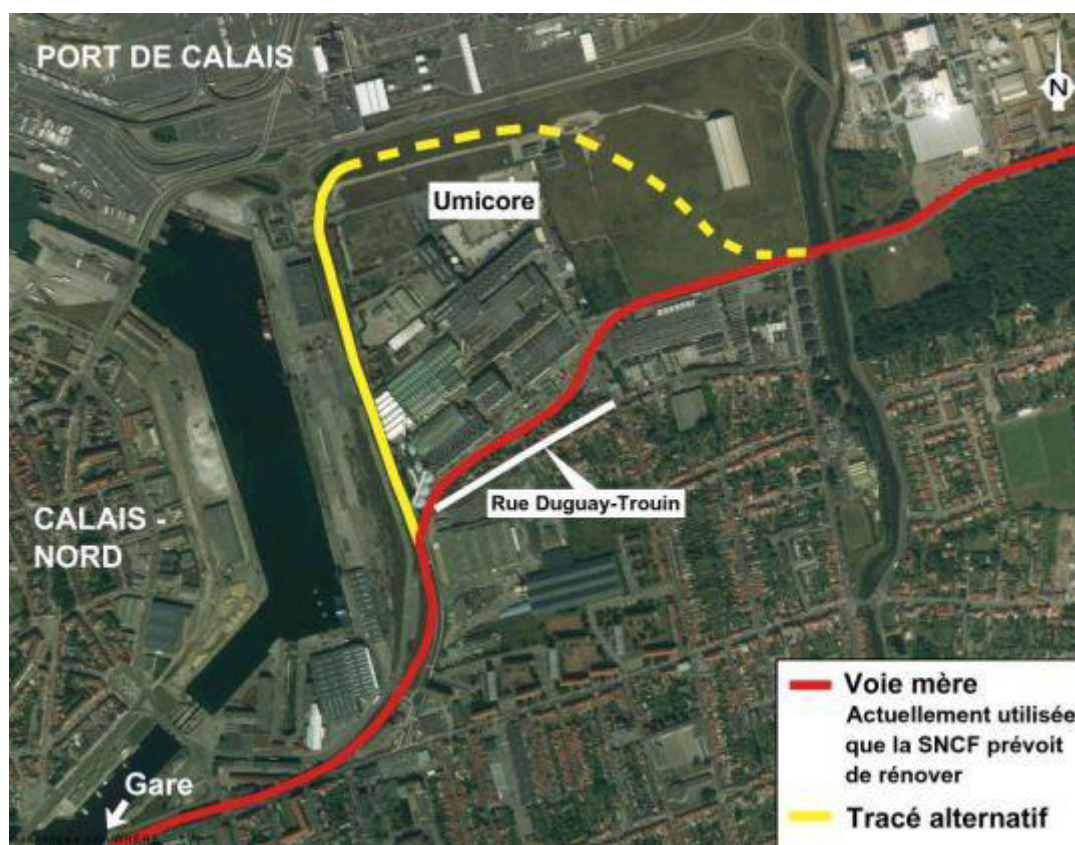 PORT DE CALAIS
N
Umicore
Rue Duguay-Trouin
CALAIS -
NORD
Gare
Voie mère
Actuellement utilisée
que la SNCF prévoit
de rénover
Tracé alternatif